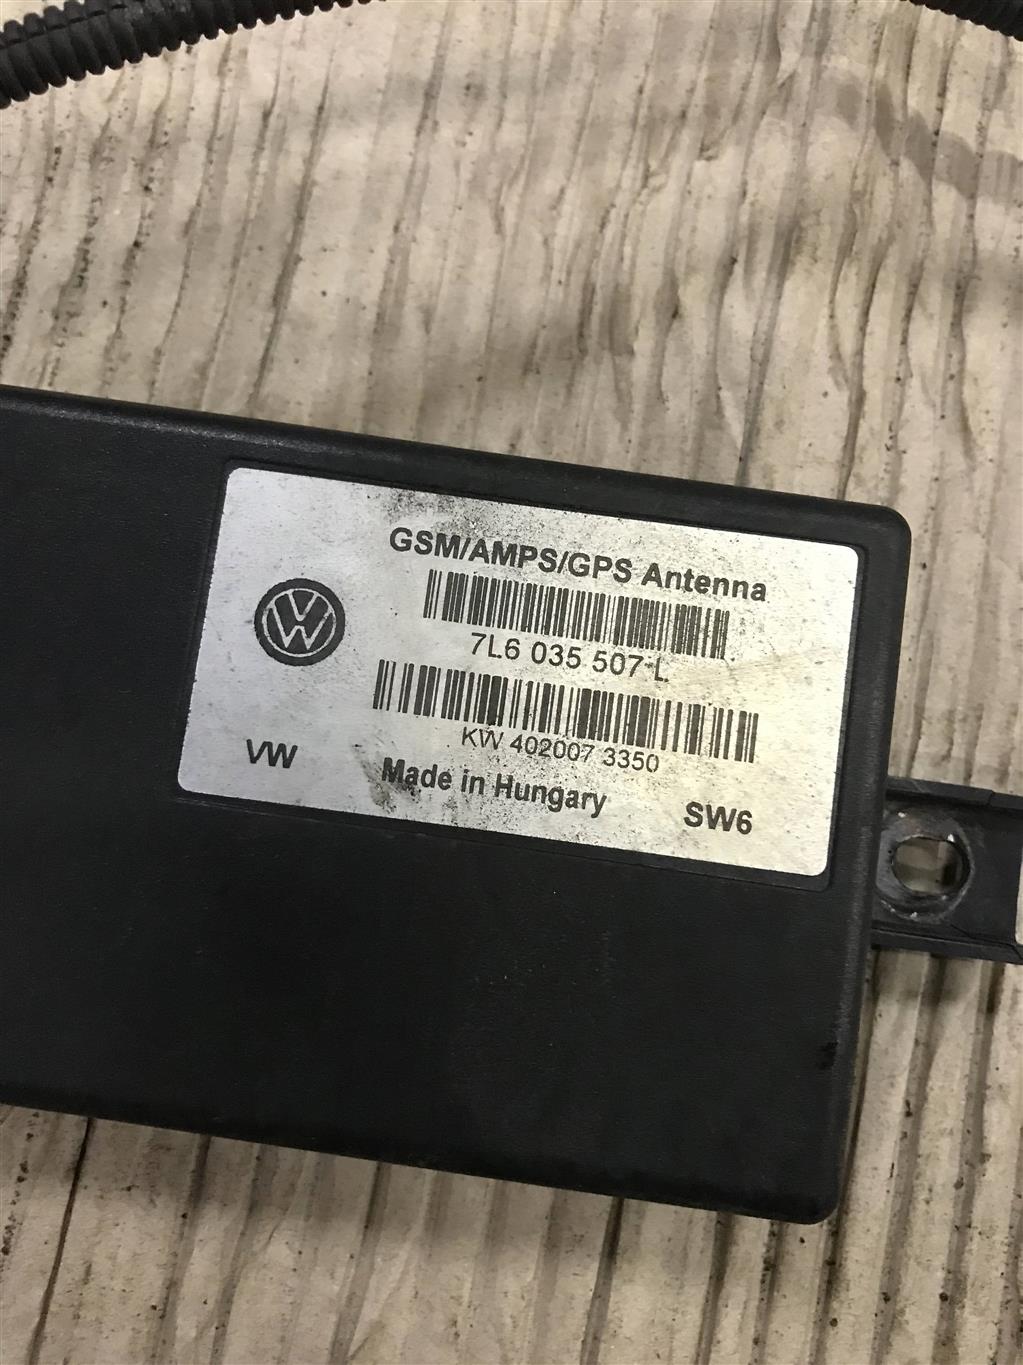 GSM/AMPS/GPS Antenna
7L6 035 507 L
KW 402007 3350
VW
Made in Hungary
SW6